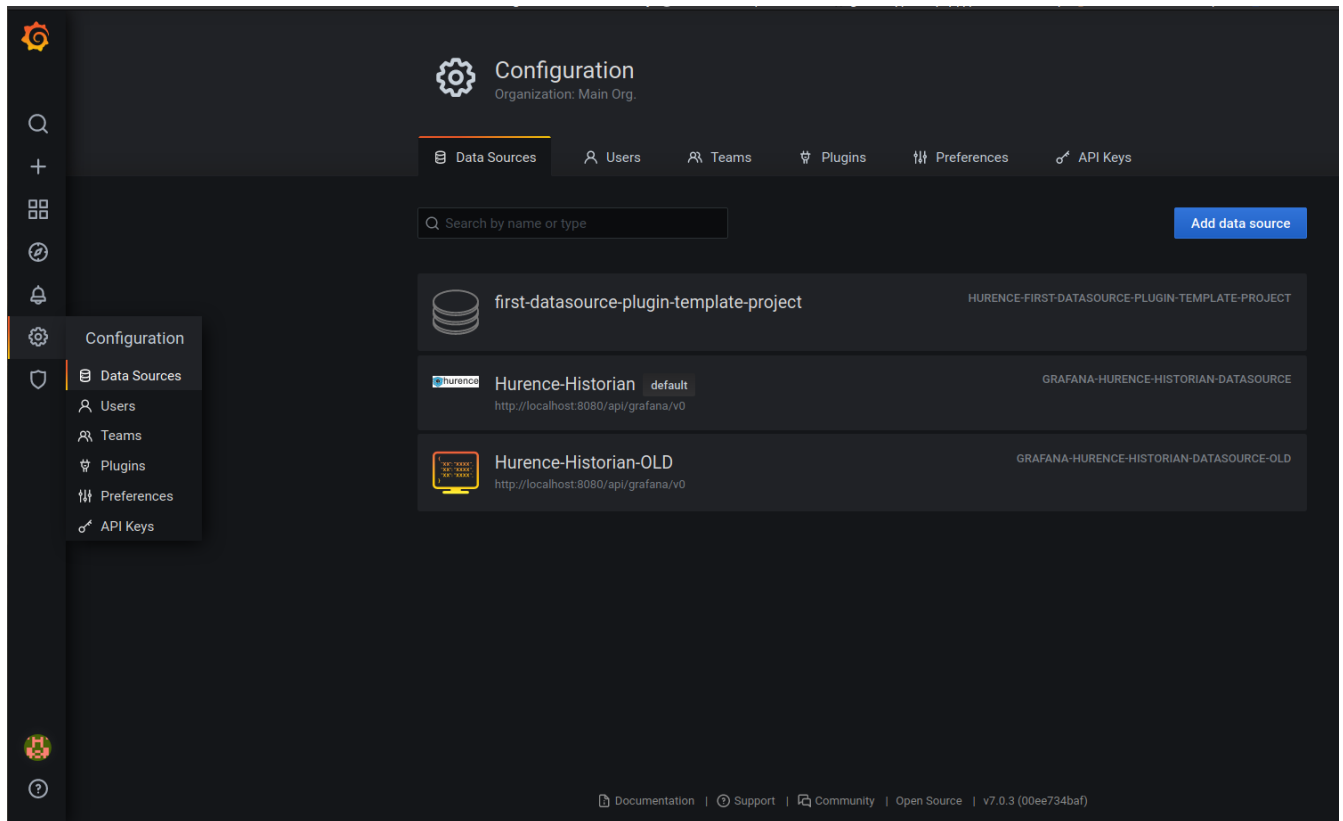 Configuration
Organization: Main Org.
Data Sources
Users
Teams
Plugins
Preferences
API Keys
Search by name or type
Add data source
first-datasource-plugin-template-project
HURENCE-FIRST-DATASOURCE-PLUGIN-TEMPLATE-PROJECT
hurence
Hurence-Historian default
GRAFANA-HURENCE-HISTORIAN-DATASOURCE
http://localhost:8080/api/grafana/v0
Hurence-Historian-OLD
GRAFANA-HURENCE-HISTORIAN-DATASOURCE-OLD
http://localhost:8080/api/grafana/v0
Configuration
Data Sources
Users
Teams
Plugins
Preferences
API Keys
Documentation | Support | Community | Open Source | v7.0.3 (00ee734baf)